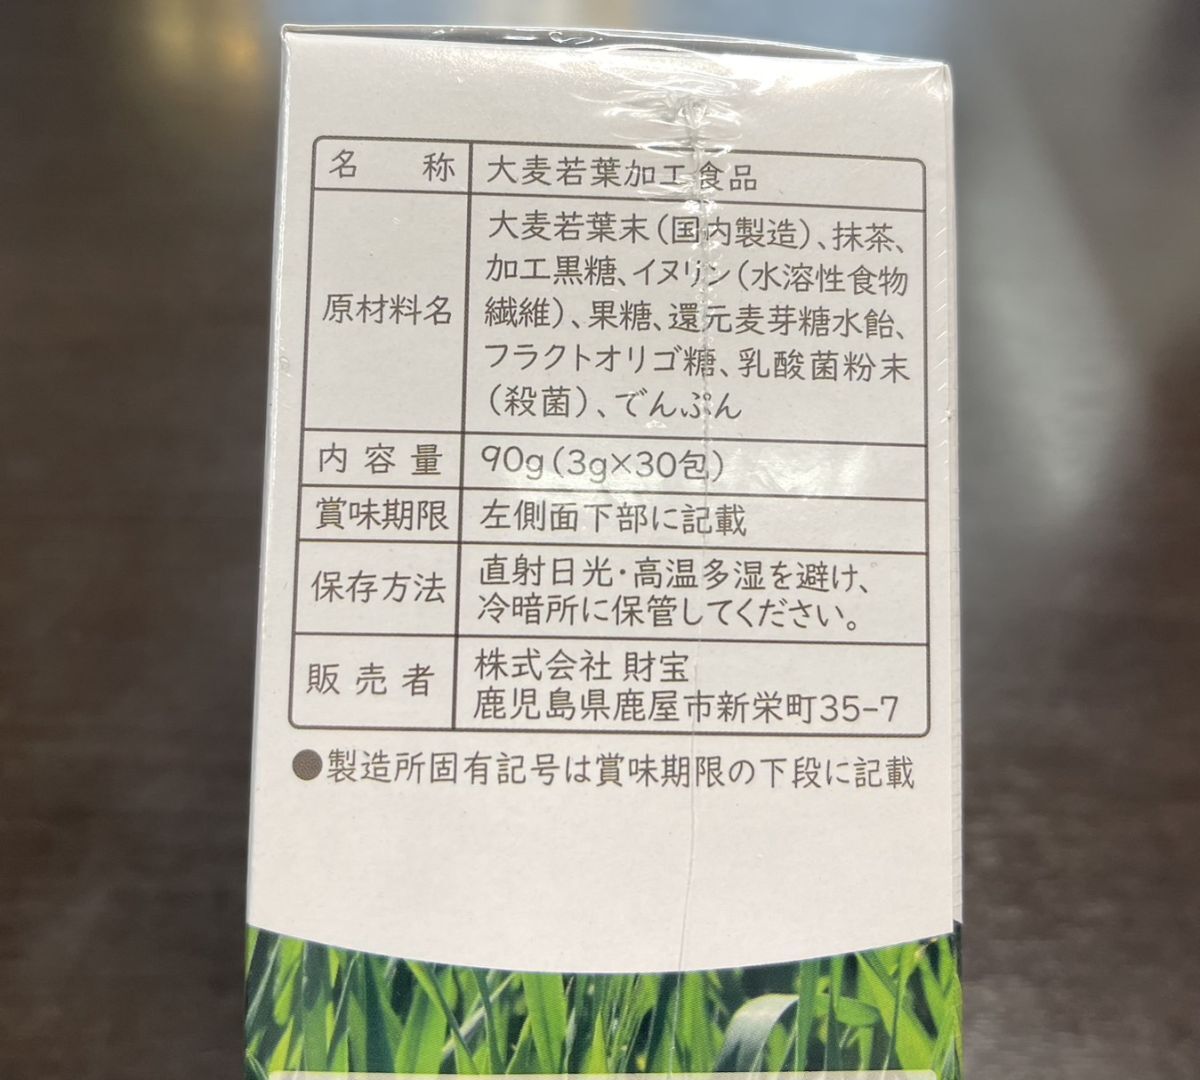 名称 大麦若葉加工食品
原材料名 大麦若葉末(国内製造)、抹茶、
加工黒糖、イヌリン(水溶性食物
繊維)、果糖、還元麦芽糖水飴、
フラクトオリゴ糖、乳酸菌粉末
(殺菌)、でんぷん
内容量 90g(3g×30包)
賞味期限 左側面下部に記載
保存方法 直射日光・高温多湿を避け、
冷暗所に保管してください。
販売者 株式会社 財宝
鹿児島県鹿屋市新栄町35-7
●製造所固有記号は賞味期限の下段に記載